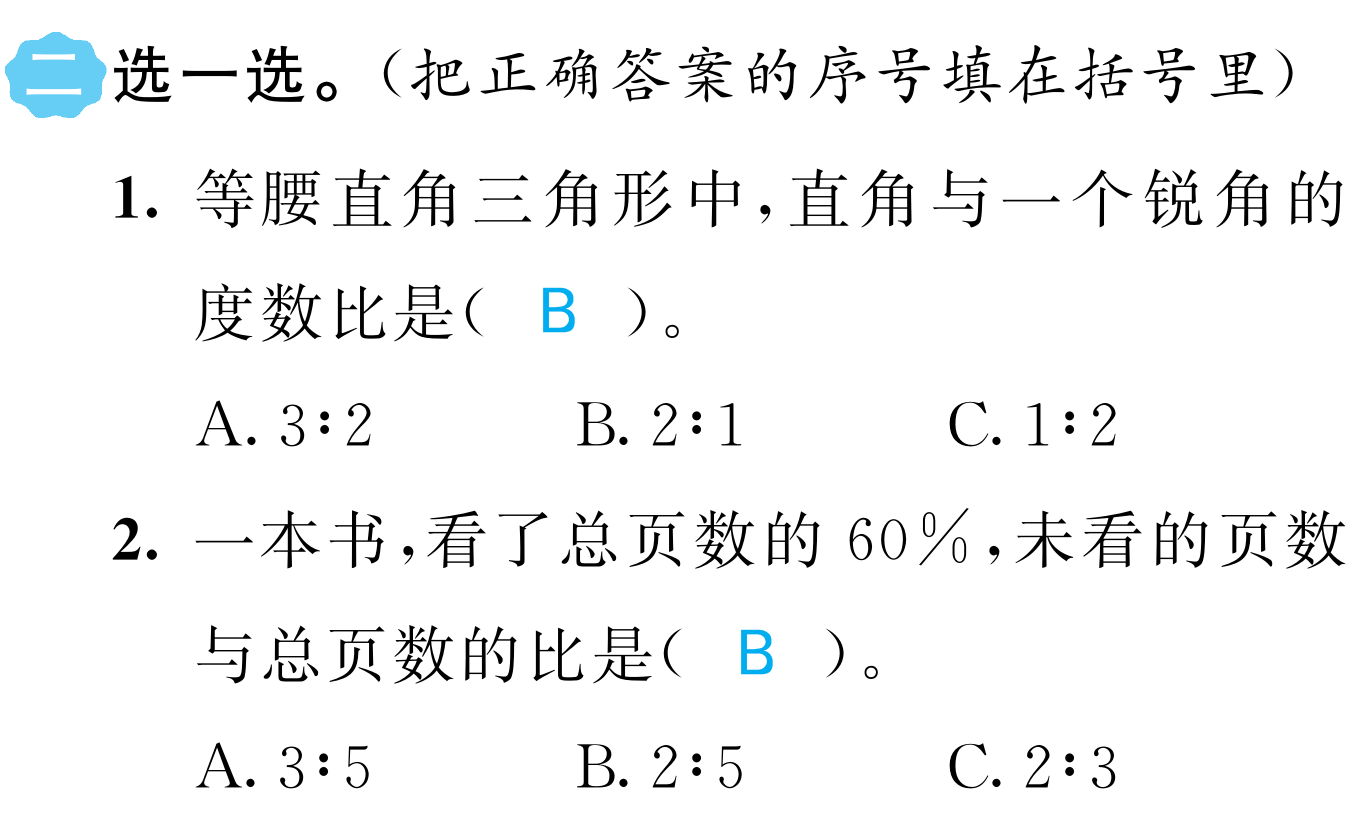 二 选一选。(把正确答案的序号填在括号里)
1. 等腰直角三角形中,直角与一个锐角的
度数比是( B )。
A. 3∶2 B. 2∶1 C. 1∶2
2. 一本书,看了总页数的 60%,未看的页数
与总页数的比是( B )。
A. 3∶5 B. 2∶5 C. 2∶3